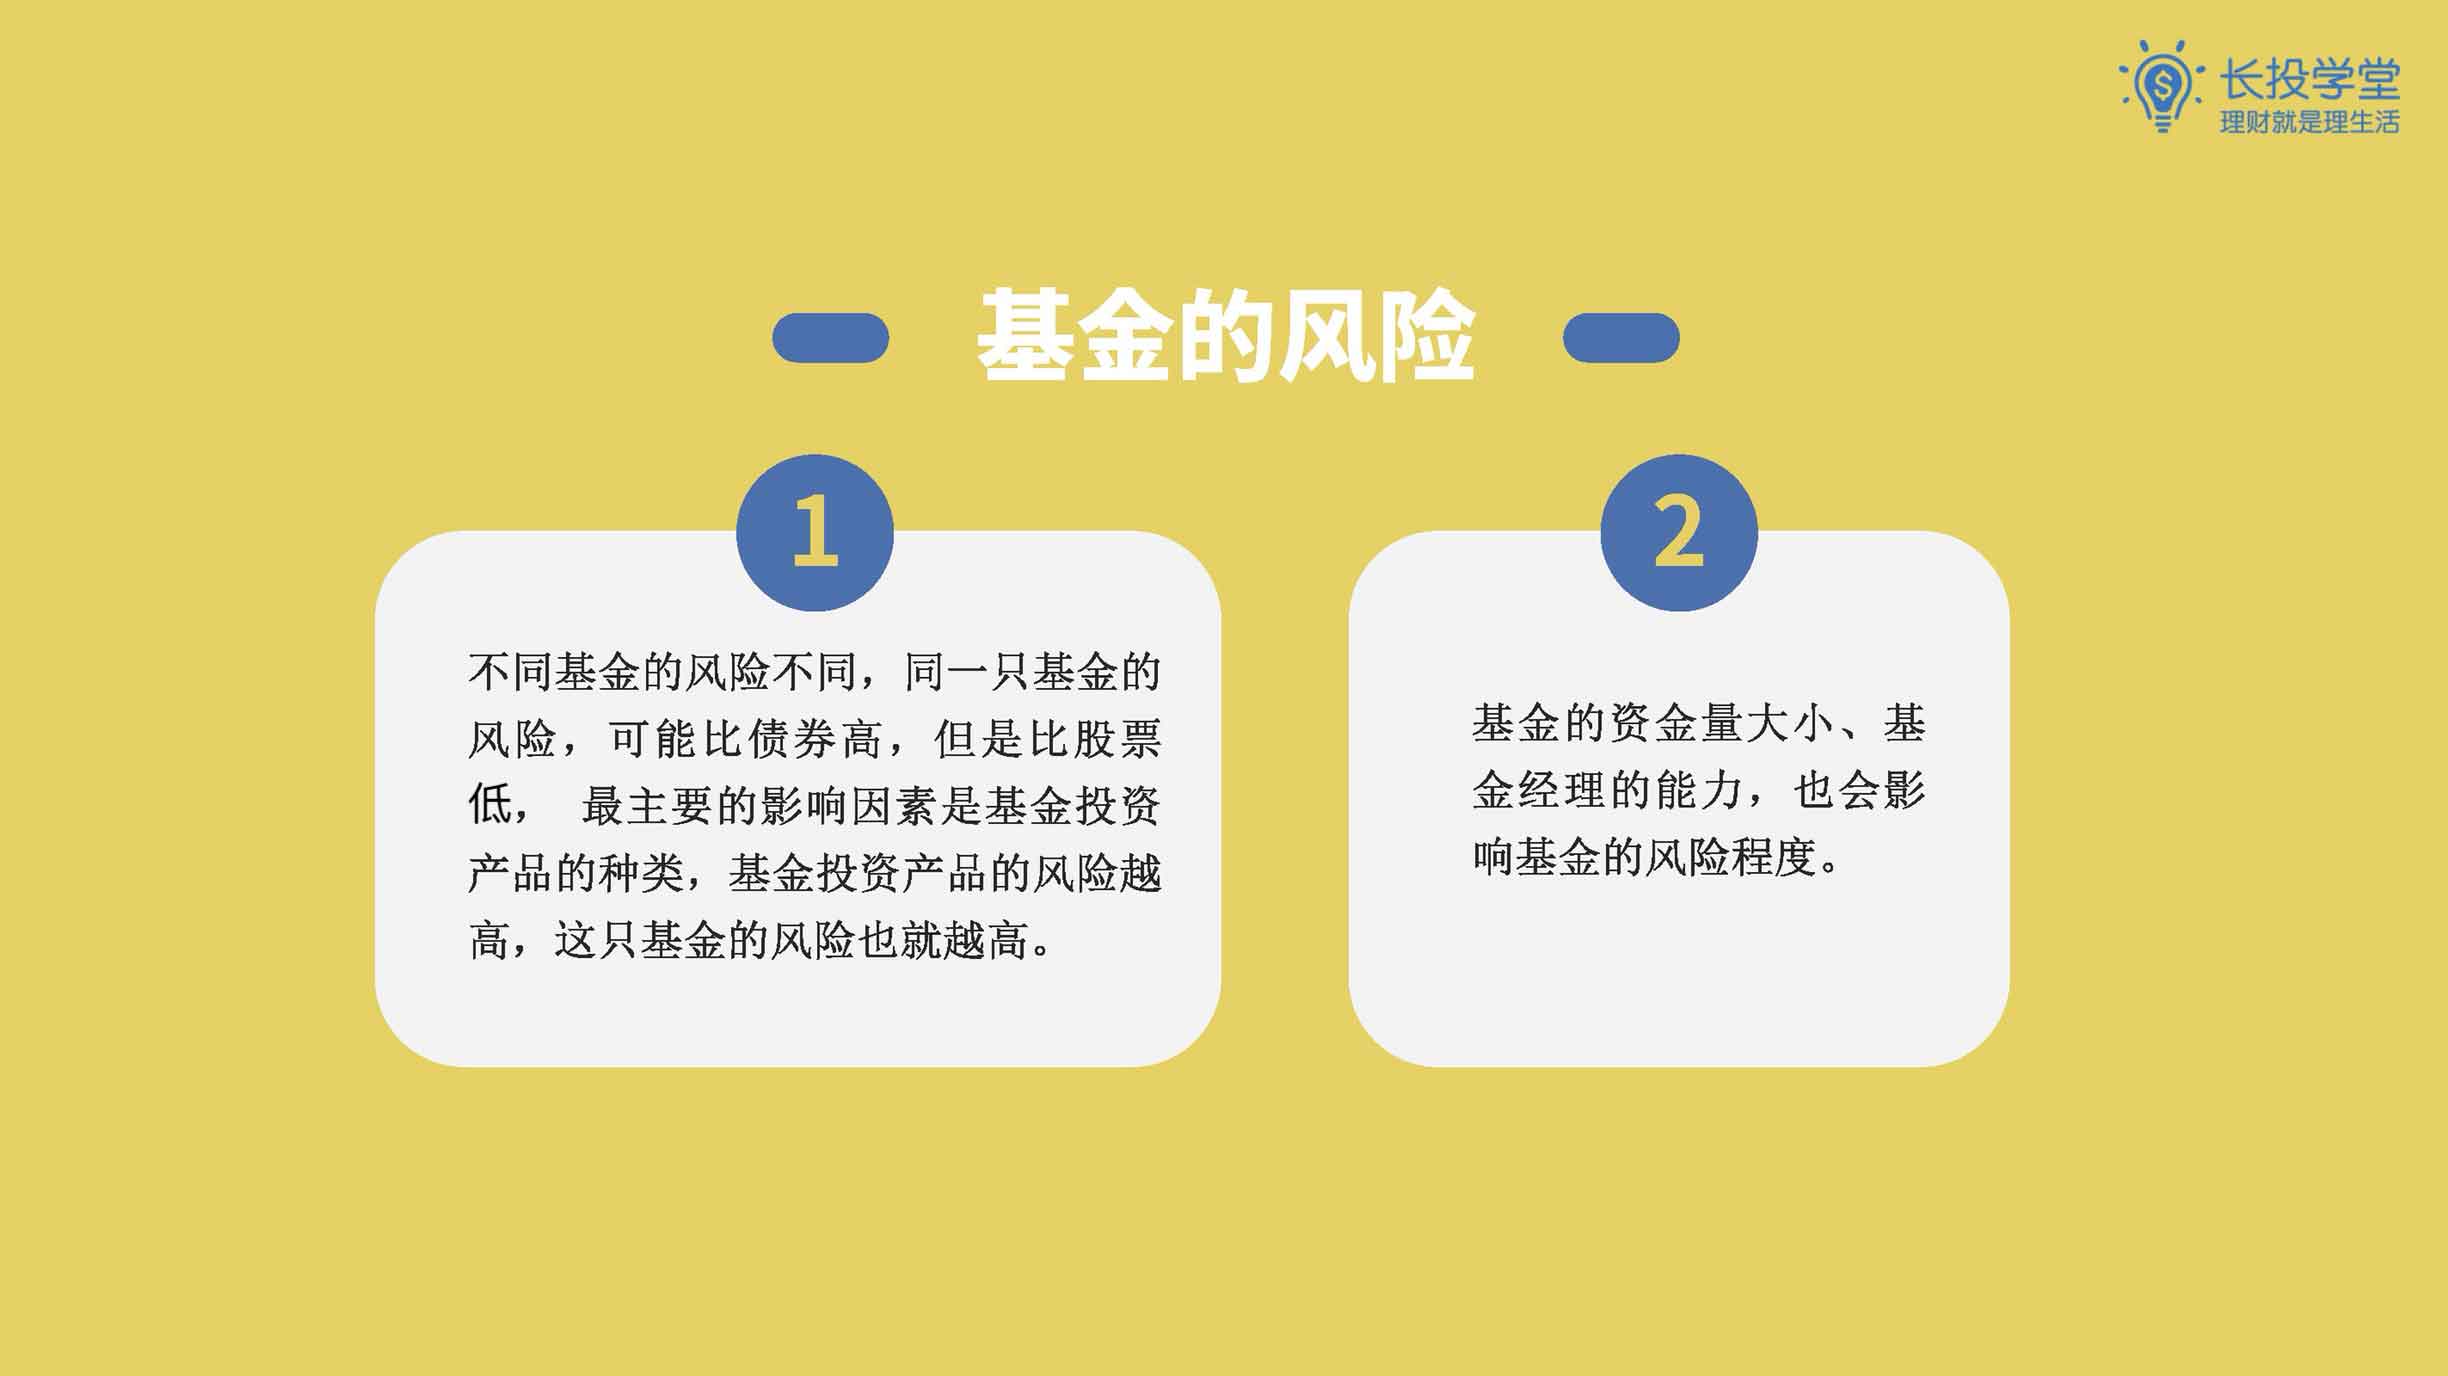 长投学堂
理财就是理生活
基金的风险
1
不同基金的风险不同，同一只基金的
风险，可能比债券高，但是比股票
低， 最主要的影响因素是基金投资
产品的种类，基金投资产品的风险越
高，这只基金的风险也就越高。
2
基金的资金量大小、基
金经理的能力，也会影
响基金的风险程度。